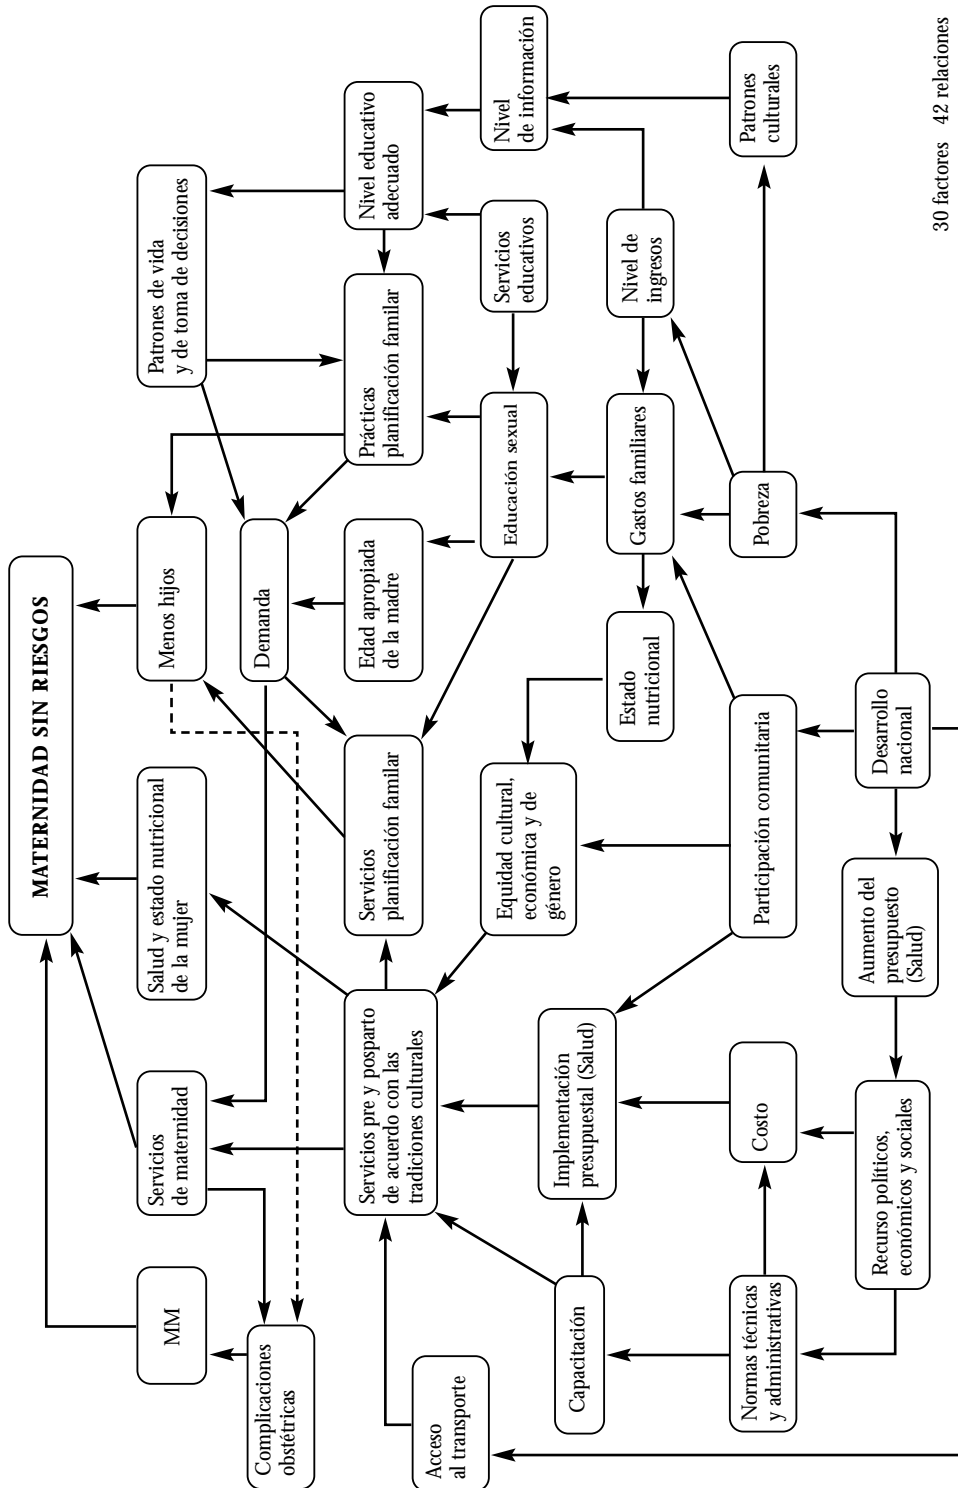 MATERNIDAD SIN RIESGOS
MM
Servicios
de maternidad
Salud y estado nutricional
de la mujer
Menos hijos
Patrones de vida
y de toma de decisiones
Complicaciones
obstétricas
Demanda
Acceso
al transporte
Servicios pre y posparto
de acuerdo con las
tradiciones culturales
Servicios
planificación familiar
Edad apropiada
de la madre
Prácticas
planificación familar
Nivel educativo
adecuado
Capacitación
Implementación
presupuestal (Salud)
Equidad cultural,
económica y de
género
Educación sexual
Servicios
educativos
Nivel
de información
Estado
nutricional
Gastos familiares
Nivel de
ingresos
Normas técnicas
y administrativas
Costo
Participación comunitaria
Pobreza
Patrones
culturales
Recurso políticos,
económicos y sociales
Aumento del
presupuesto
(Salud)
Desarrollo
nacional
30 factores 42 relaciones